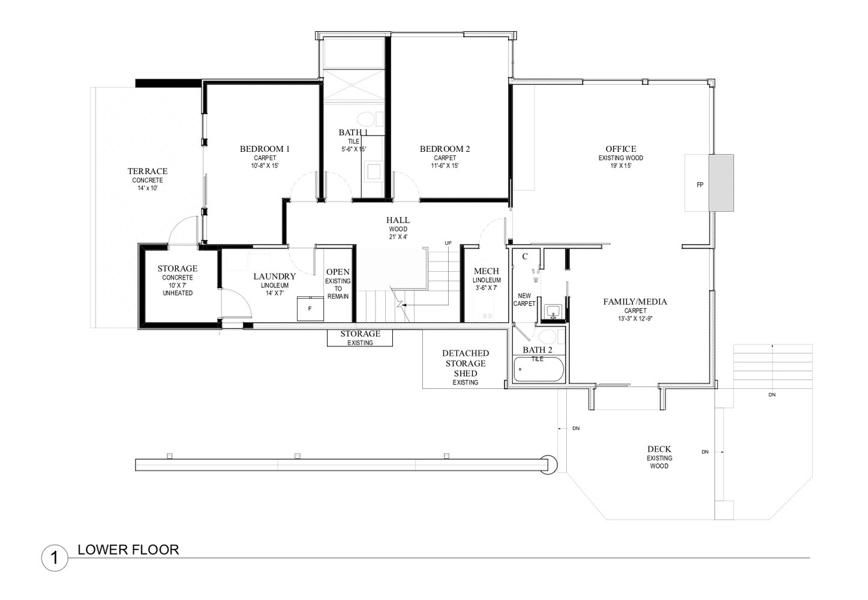 BATH 1
TILE
5'-6" X 15'
BEDROOM 1
CARPET
10'-8" X 15'
BEDROOM 2
CARPET
11'-6" X 15'
OFFICE
EXISTING WOOD
19' X 15'
TERRACE
CONCRETE
14' x 10'
FP
HALL
WOOD
21' X 4'
UP
C
STORAGE
CONCRETE
10' X 7'
UNHEATED
LAUNDRY
LINOLEUM
14' X 7'
OPEN
EXISTING
TO
REMAIN
F
MECH
LINOLEUM
3'-6" X 7'
NEW
CARPET
FAMILY/MEDIA
CARPET
13'-3" X 12'-9"
STORAGE
EXISTING
DETACHED
STORAGE
SHED
EXISTING
BATH 2
TILE
DN
DN
DN
DECK
EXISTING
WOOD
1
LOWER FLOOR